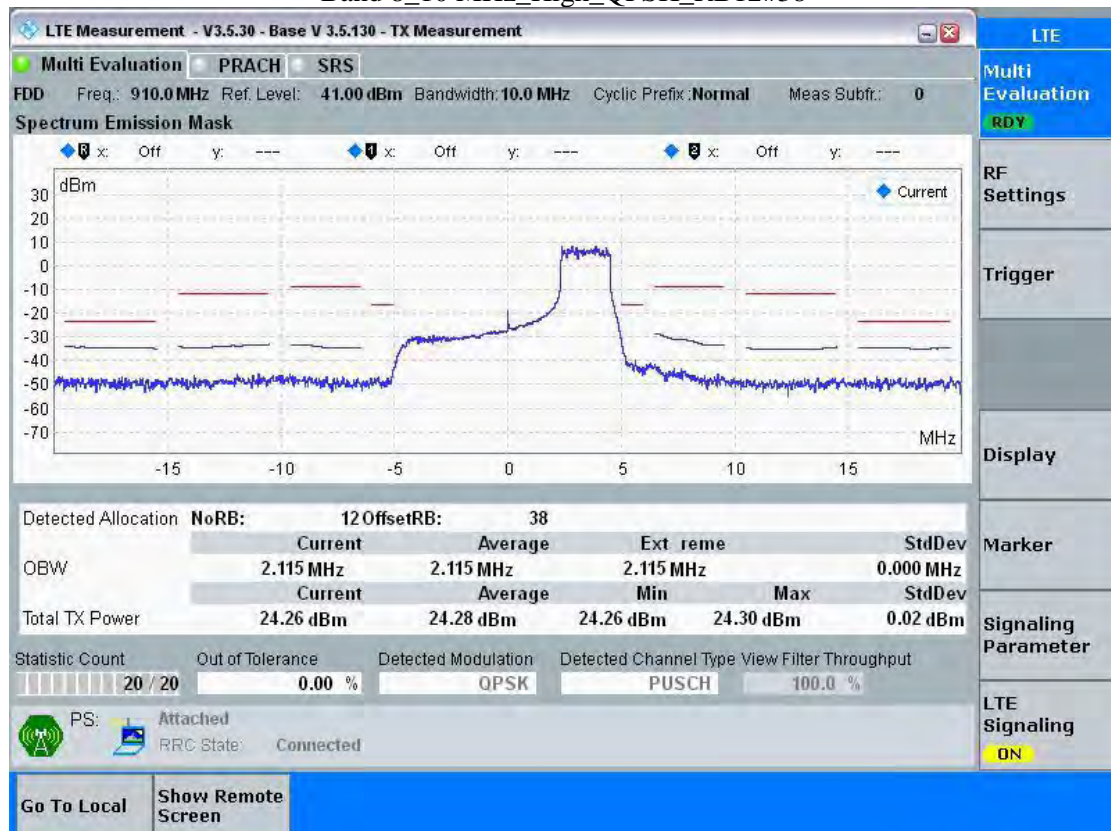 LTE Measurement - V3.5.30 - Base V 3.5.130 - TX Measurement
LTE
Multi Evaluation PRACH SRS
Multi
Evaluation
RDY
FDD Freq.: 910.0 MHz Ref. Level: 41.00 dBm Bandwidth: 10.0 MHz Cyclic Prefix :Normal Meas Subfr.: 0
Spectrum Emission Mask
R x: Off y: --- 1 x: Off y: --- 2 x: Off y: ---
dBm
Current
30
20
10
0
-10
-20
-30
-40
-50
-60
-70
MHz
-15 -10 -5 0 5 10 15
RF
Settings
Trigger
Display
Marker
Signaling
Parameter
LTE
Signaling
ON
Detected Allocation NoRB: 12 OffsetRB: 38
Current Average Ext reme StdDev
OBW 2.115 MHz 2.115 MHz 2.115 MHz 0.000 MHz
Current Average Min Max StdDev
Total TX Power 24.26 dBm 24.28 dBm 24.26 dBm 24.30 dBm 0.02 dBm
Statistic Count Out of Tolerance Detected Modulation Detected Channel Type View Filter Throughput
20 / 20 0.00 % QPSK PUSCH 100.0 %
PS: Attached
RRC State: Connected
Go To Local
Show Remote
Screen